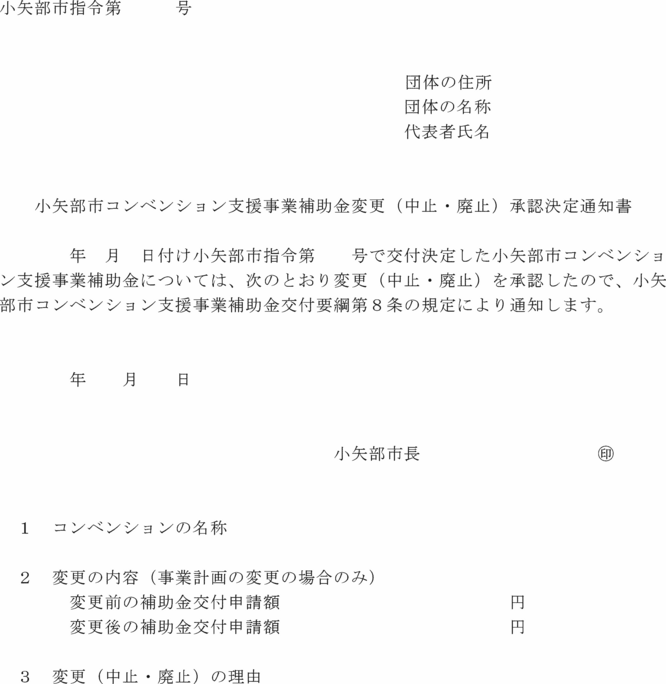 小矢部市指令第　　　号
団体の住所
団体の名称
代表者氏名
小矢部市コンベンション支援事業補助金変更（中止・廃止）承認決定通知書
年　月　日付け小矢部市指令第　　号で交付決定した小矢部市コンベンショ
ン支援事業補助金については、次のとおり変更（中止・廃止）を承認したので、小矢
部市コンベンション支援事業補助金交付要綱第８条の規定により通知します。
年　　月　　日
小矢部市長　　　　　　　　　　㊞
１　コンベンションの名称
２　変更の内容（事業計画の変更の場合のみ）
変更前の補助金交付申請額　　　　　　　　　　　　　円
変更後の補助金交付申請額　　　　　　　　　　　　　円
３　変更（中止・廃止）の理由